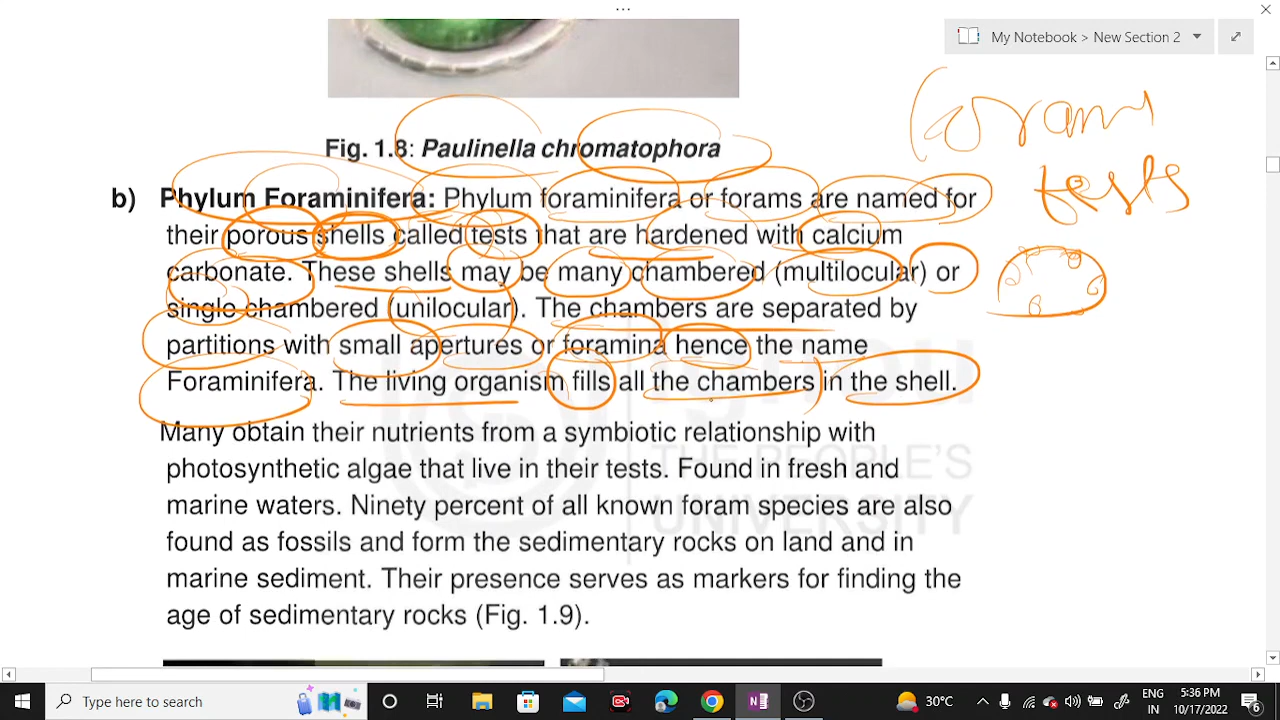 ...
My Notebook > New Section 2
Forams
tests
Fig. 1.8: Paulinella chromatophora
b) Phylum Foraminifera: Phylum foraminifera or forams are named for
their porous shells called tests that are hardened with calcium
carbonate. These shells may be many chambered (multilocular) or
single chambered (unilocular). The chambers are separated by
partitions with small apertures or foramina hence the name
Foraminifera. The living organism fills all the chambers in the shell.
Many obtain their nutrients from a symbiotic relationship with
photosynthetic algae that live in their tests. Found in fresh and
marine waters. Ninety percent of all known foram species are also
found as fossils and form the sedimentary rocks on land and in
marine sediment. Their presence serves as markers for finding the
age of sedimentary rocks (Fig. 1.9).
THE PEOPLE'S
UNIVERSITY
Type here to search
30°C
ENG
IN
5:36 PM
10/17/2022
6